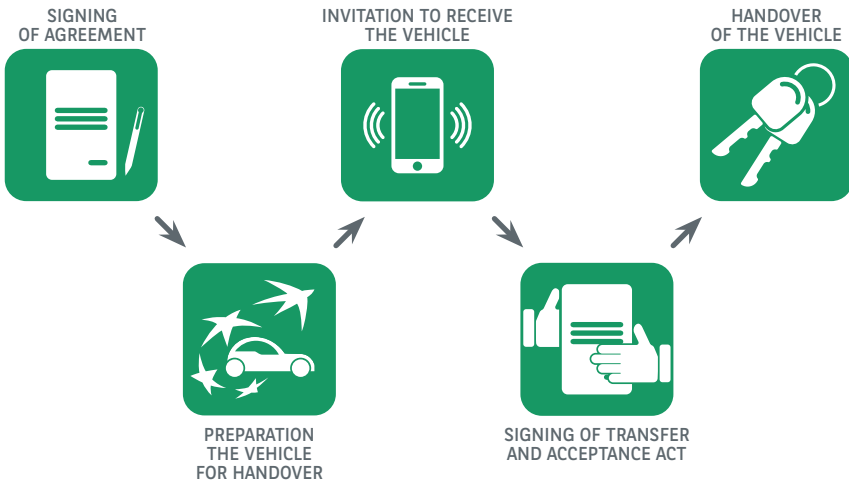 SIGNING
OF AGREEMENT
PREPARATION
THE VEHICLE
FOR HANDOVER
INVITATION TO RECEIVE
THE VEHICLE
SIGNING OF TRANSFER
AND ACCEPTANCE ACT
HANDOVER
OF THE VEHICLE